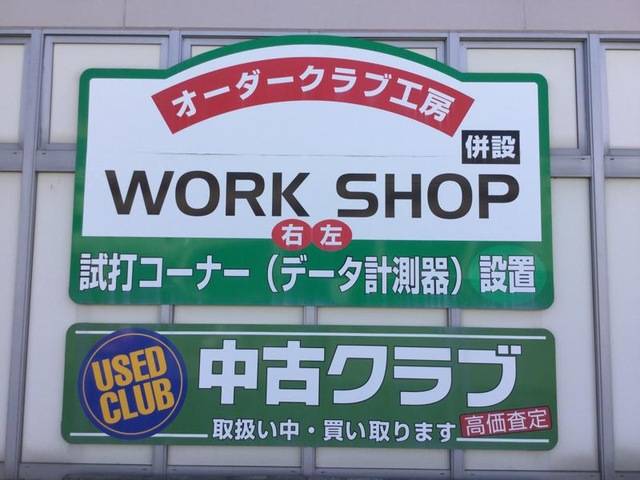 オーダークラブ工房
併設
WORK SHOP
右 左
試打コーナー（データ計測器）設置
USED
CLUB
中古クラブ
取扱い中・買い取ります
高価査定